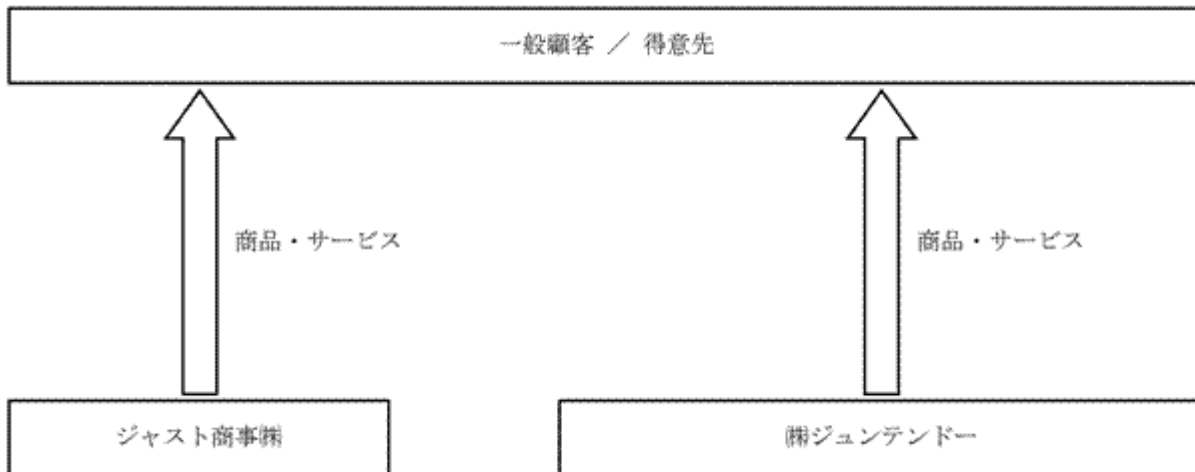 一般顧客 ／ 得意先
商品・サービス
商品・サービス
ジャスト商事㈱
㈱ジュンテンドー